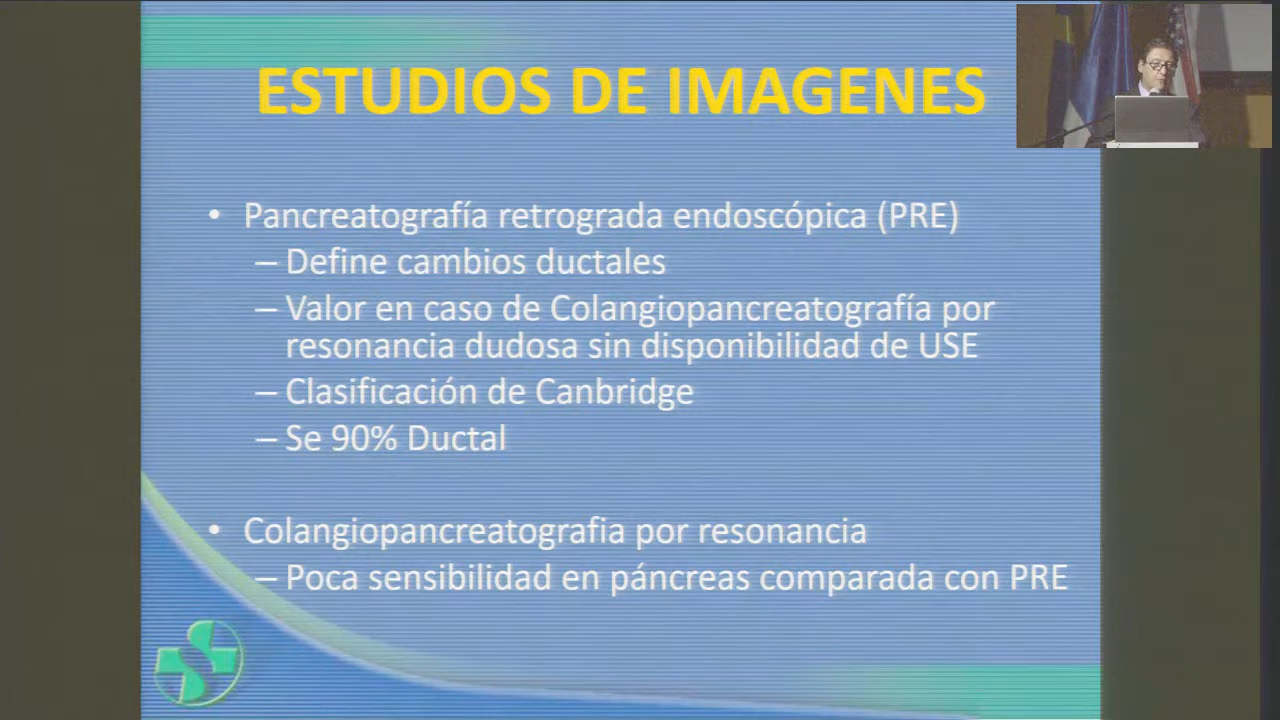 ESTUDIOS DE IMAGENES
• Pancreatografía retrograda endoscópica (PRE)
– Define cambios ductales
– Valor en caso de Colangiopancreatografía por
resonancia dudosa sin disponibilidad de USE
– Clasificación de Canbridge
– Se 90% Ductal
• Colangiopancreatografia por resonancia
– Poca sensibilidad en páncreas comparada con PRE